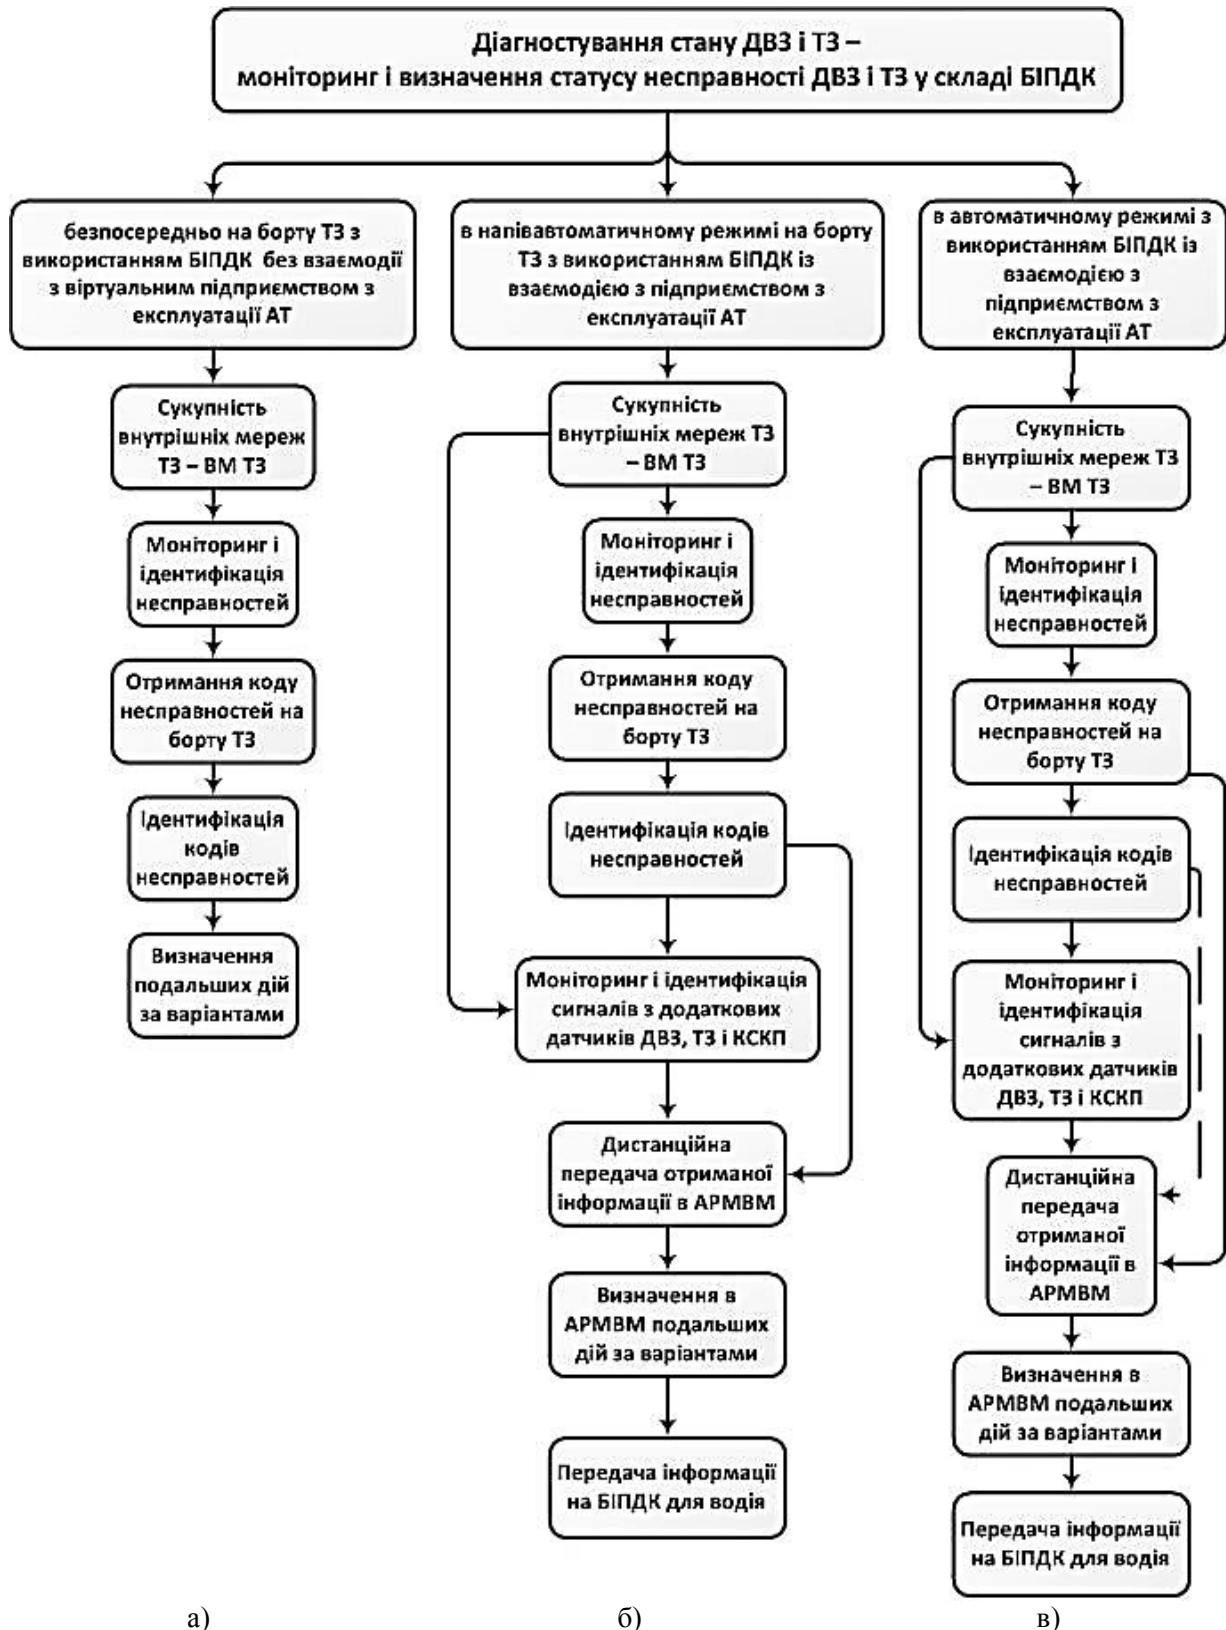 Діагностування стану ДВЗ і ТЗ –
моніторинг і визначення статусу несправності ДВЗ і ТЗ у складі БІПДК
безпосередньо на борту ТЗ з
використанням БІПДК без взаємодії
з віртуальним підприємством з
експлуатації АТ
Сукупність
внутрішніх мереж
ТЗ – ВМ ТЗ
Моніторинг і
ідентифікація
несправностей
Отримання коду
несправностей на
борту ТЗ
Ідентифікація
кодів
несправностей
Визначення
подальших дій
за варіантами
а)
в напівавтоматичному режимі на борту
ТЗ з використанням БІПДК із
взаємодією з підприємством з
експлуатації АТ
Сукупність
внутрішніх мереж ТЗ
– ВМ ТЗ
Моніторинг і
ідентифікація
несправностей
Отримання коду
несправностей на
борту ТЗ
Ідентифікація кодів
несправностей
Моніторинг і ідентифікація
сигналів з додаткових
датчиків ДВЗ, ТЗ і КСКП
Дистанційна
передача отриманої
інформації в АРМВМ
Визначення в
АРМВМ подальших
дій за варіантами
Передача інформації
на БІПДК для водія
б)
в автоматичному режимі з
використанням БІПДК із
взаємодією з
підприємством з
експлуатації АТ
Сукупність
внутрішніх мереж ТЗ
– ВМ ТЗ
Моніторинг і
ідентифікація
несправностей
Отримання коду
несправностей на
борту ТЗ
Ідентифікація кодів
несправностей
Моніторинг і
ідентифікація
сигналів з
додаткових датчиків
ДВЗ, ТЗ і КСКП
Дистанційна
передача
отриманої
інформації в
АРМВМ
Визначення в
АРМВМ подальших
дій за варіантами
Передача інформації
на БІПДК для водія
в)